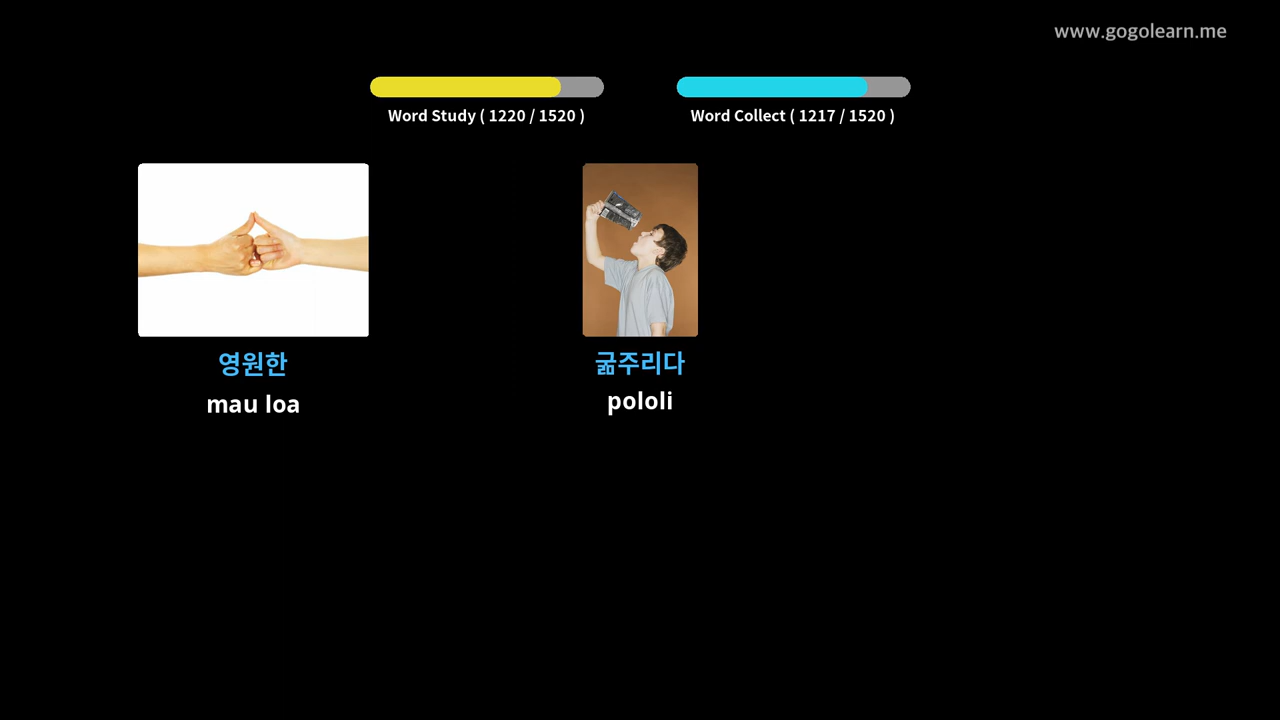 www.gogolearn.me
Word Study ( 1220 / 1520 )
Word Collect ( 1217 / 1520 )
영원한
mau loa
굶주리다
pololi